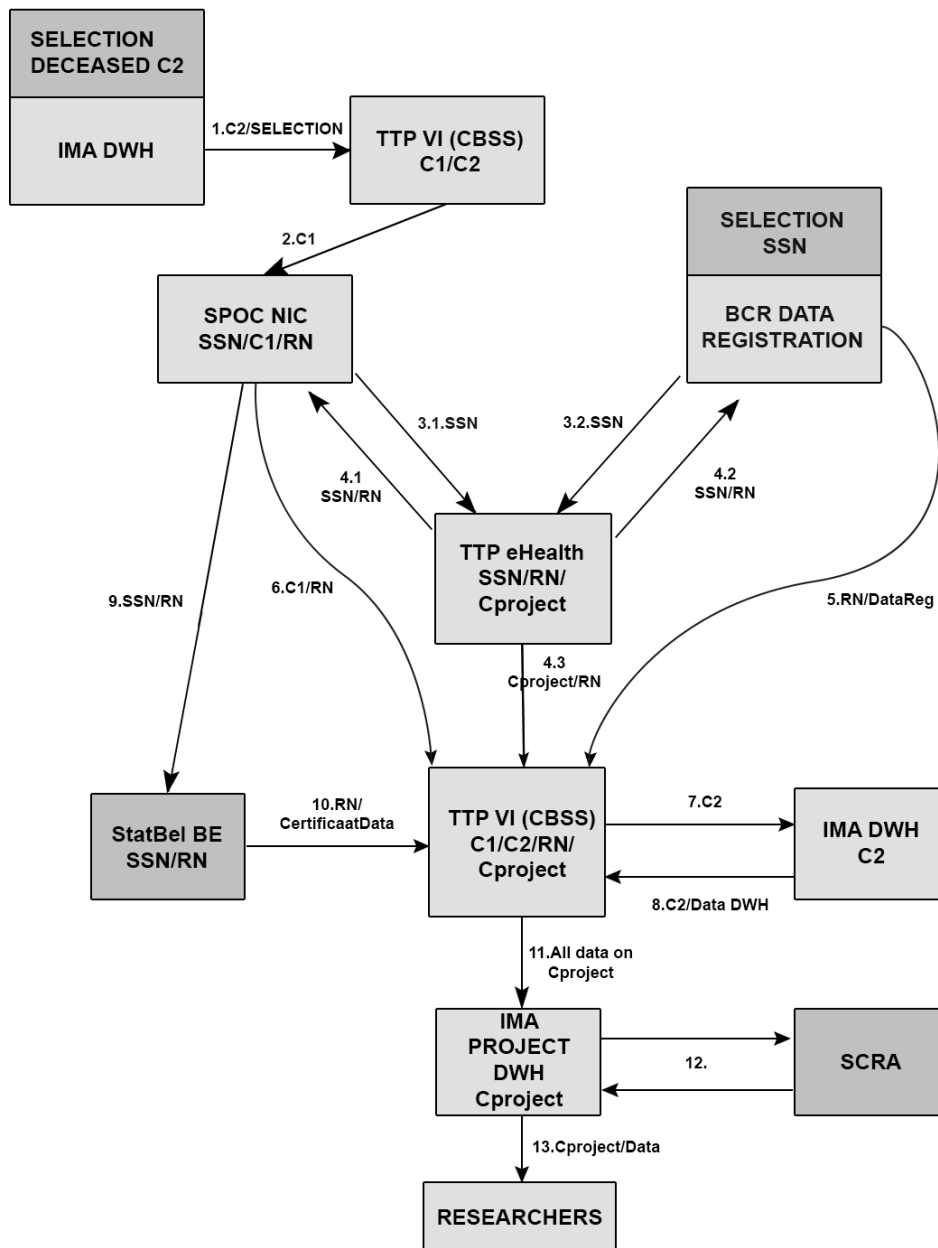 SELECTION
DECEASED C2
IMA DWH
1.C2/SELECTION
TTP VI (CBSS)
C1/C2
2.C1
SELECTION
SSN
BCR DATA
REGISTRATION
SPOC NIC
SSN/C1/RN
3.1.SSN
3.2.SSN
4.1
SSN/RN
4.2
SSN/RN
TTP eHealth
SSN/RN/
Cproject
9.SSN/RN
6.C1/RN
5.RN/DataReg
4.3
Cproject/RN
StatBel BE
SSN/RN
10.RN/
CertificaatData
TTP VI (CBSS)
C1/C2/RN/
Cproject
7.C2
8.C2/Data DWH
IMA DWH
C2
11.All data on
Cproject
IMA
PROJECT
DWH
Cproject
12.
SCRA
13.Cproject/Data
RESEARCHERS